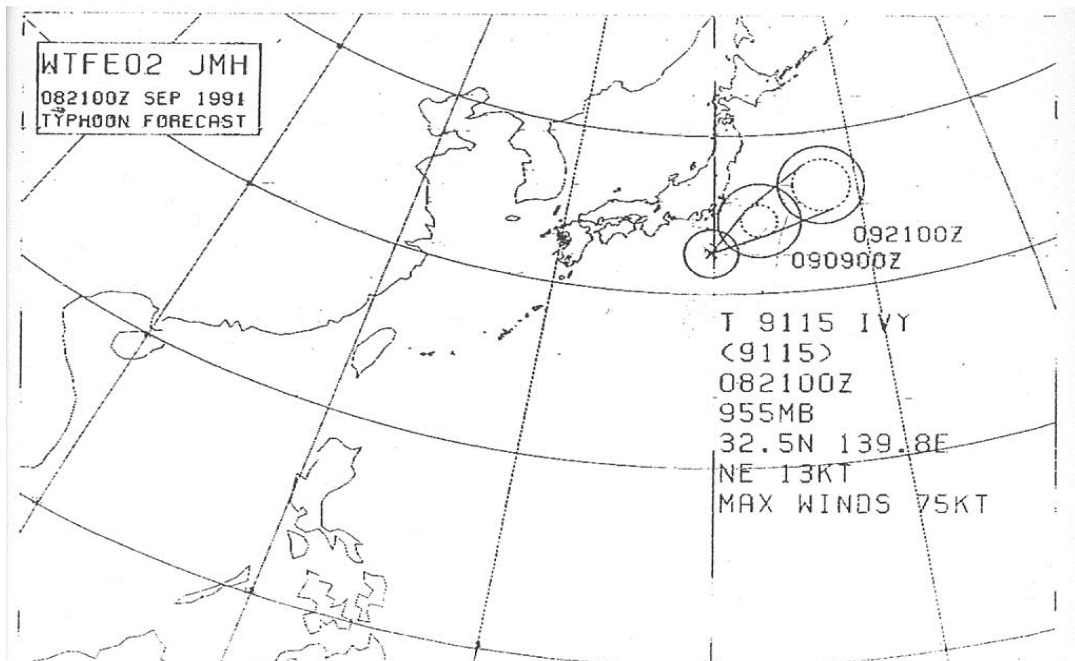 WTFE02 JMH
082100Z SEP 1991
TYPHOON FORECAST
092100Z
090900Z
T 9115 IVY
<9115>
082100Z
955MB
32.5N 139.8E
NE 13KT
MAX WINDS 75KT